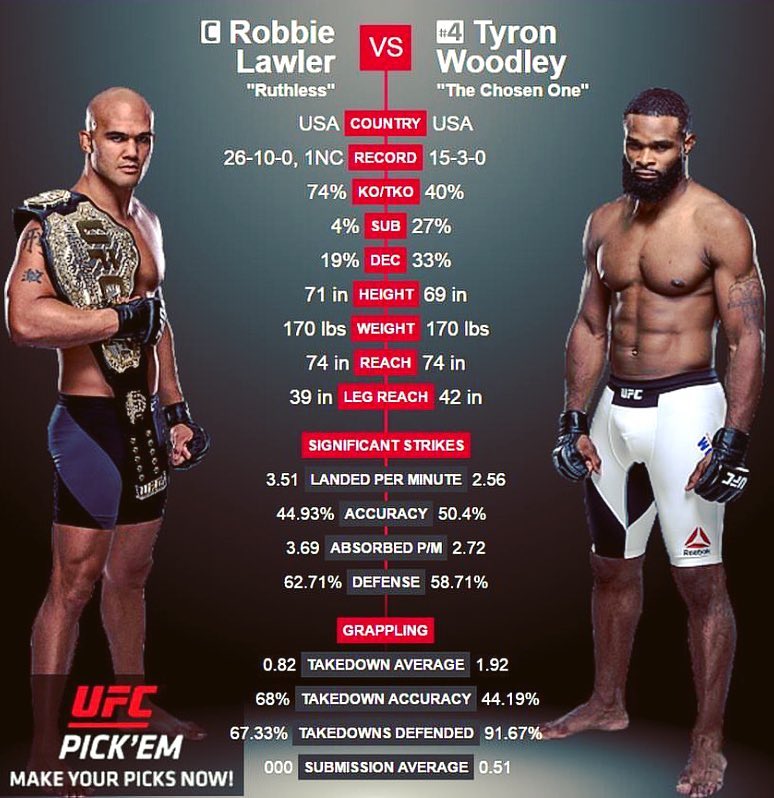 C Robbie Lawler
"Ruthless"
VS
#4 Tyron Woodley
"The Chosen One"
USA COUNTRY USA
26-10-0, 1NC RECORD 15-3-0
74% KO/TKO 40%
4% SUB 27%
19% DEC 33%
71 in HEIGHT 69 in
170 lbs WEIGHT 170 lbs
74 in REACH 74 in
39 in LEG REACH 42 in
SIGNIFICANT STRIKES
3.51 LANDED PER MINUTE 2.56
44.93% ACCURACY 50.4%
3.69 ABSORBED P/M 2.72
62.71% DEFENSE 58.71%
GRAPPLING
0.82 TAKEDOWN AVERAGE 1.92
68% TAKEDOWN ACCURACY 44.19%
67.33% TAKEDOWNS DEFENDED 91.67%
000 SUBMISSION AVERAGE 0.51
UFC
PICK'EM
MAKE YOUR PICKS NOW!
UFC
UFC
UFC
Reebok